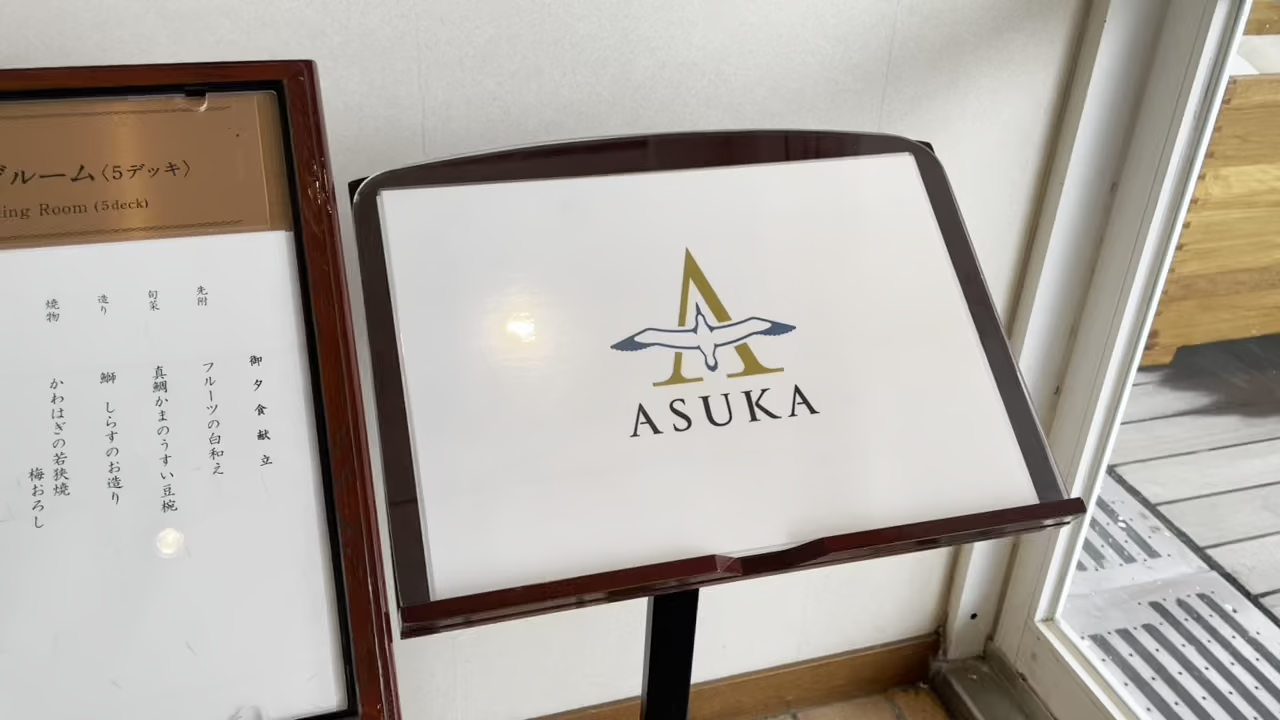 ルーム〈5デッキ〉
ing Room (5deck)
御夕食献立
先附
フルーツの白和え
旬菜
真鯛かまのうすい豆椀
造り
鰤 しらすのお造り
焼物
かわはぎの若狭焼
梅おろし
ASUKA